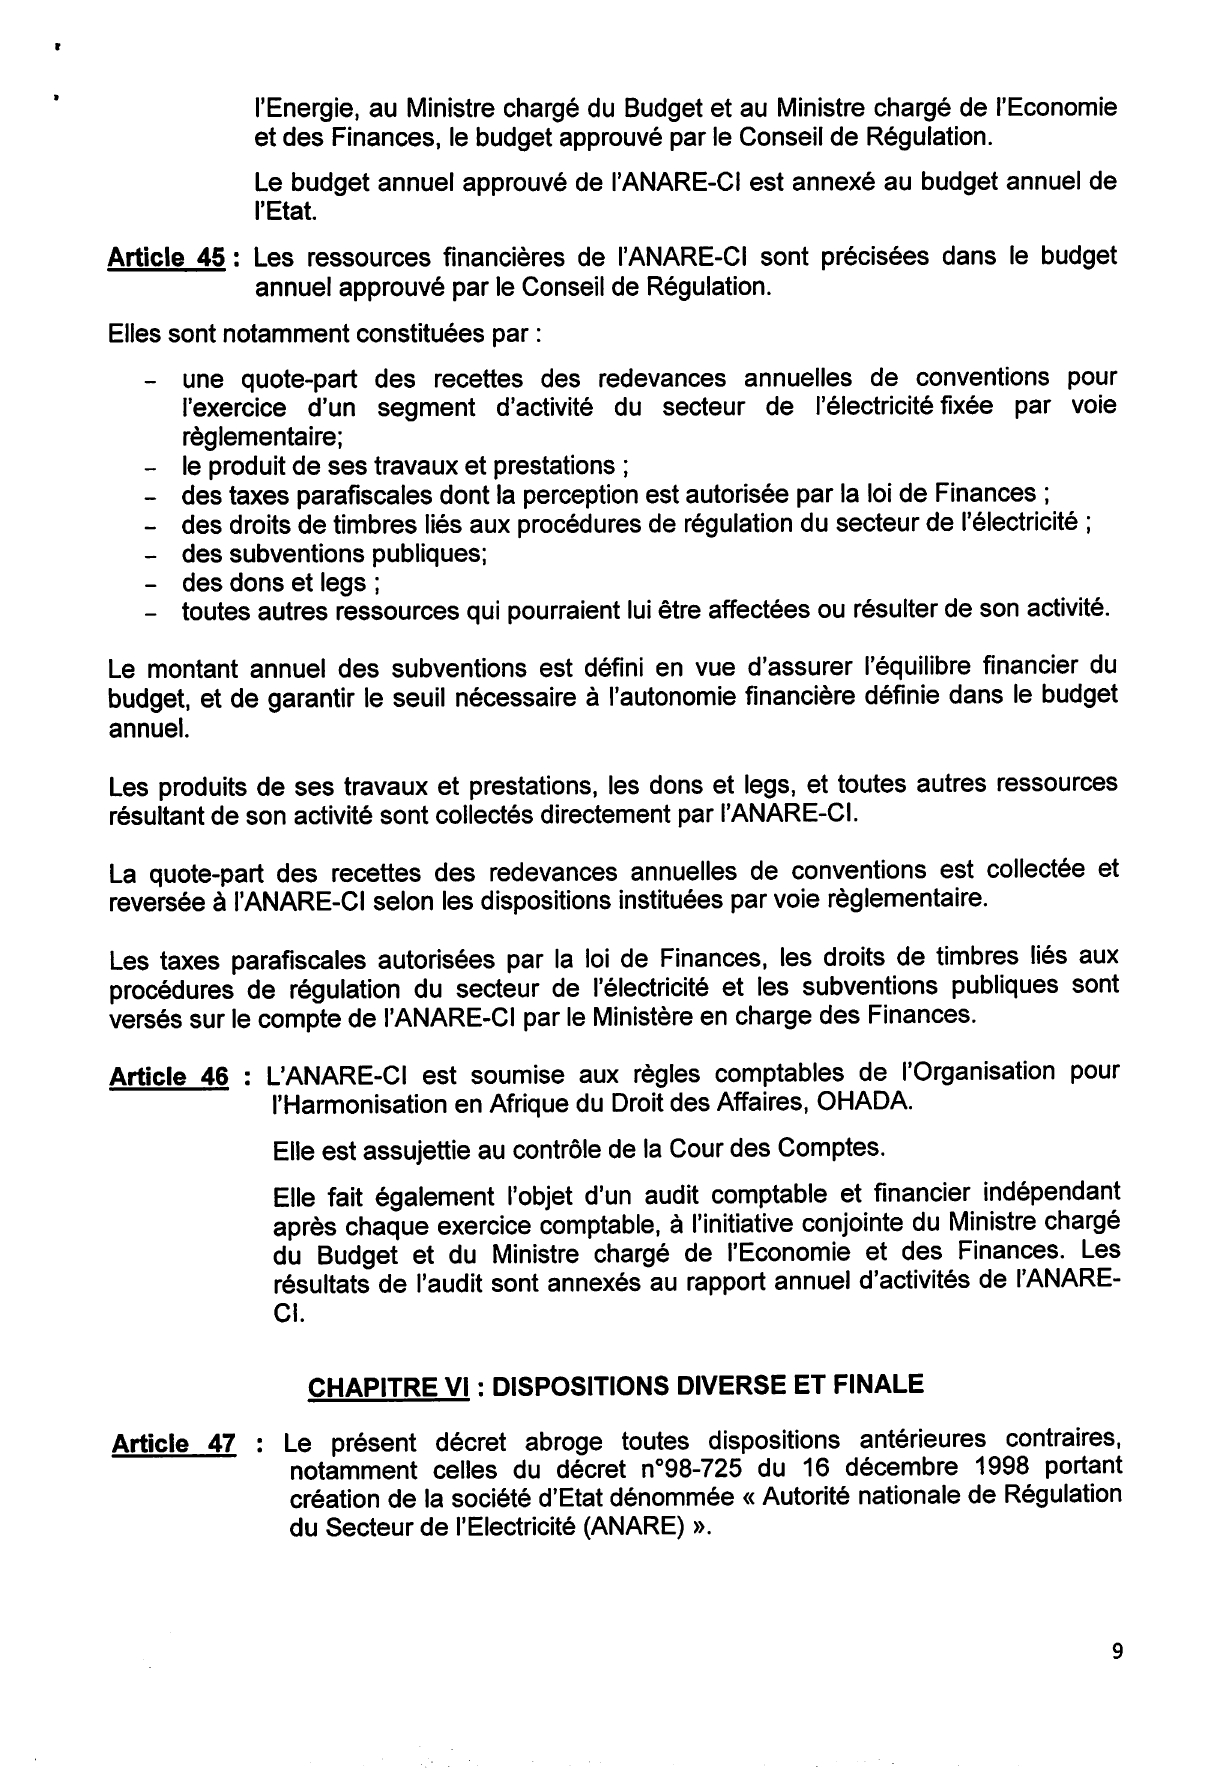 l'Energie, au Ministre chargé du Budget et au Ministre chargé de l'Economie
et des Finances, le budget approuvé par le Conseil de Régulation.
Le budget annuel approuvé de l'ANARE-CI est annexé au budget annuel de
l'Etat.
Article 45 : Les ressources financières de l'ANARE-CI sont précisées dans le budget
annuel approuvé par le Conseil de Régulation.
Elles sont notamment constituées par :
– une quote-part des recettes des redevances annuelles de conventions pour
l'exercice d'un segment d'activité du secteur de l'électricité fixée par voie
règlementaire;
– le produit de ses travaux et prestations ;
– des taxes parafiscales dont la perception est autorisée par la loi de Finances ;
– des droits de timbres liés aux procédures de régulation du secteur de l'électricité ;
– des subventions publiques;
– des dons et legs ;
– toutes autres ressources qui pourraient lui être affectées ou résulter de son activité.
Le montant annuel des subventions est défini en vue d'assurer l'équilibre financier du
budget, et de garantir le seuil nécessaire à l'autonomie financière définie dans le budget
annuel.
Les produits de ses travaux et prestations, les dons et legs, et toutes autres ressources
résultant de son activité sont collectés directement par l'ANARE-CI.
La quote-part des recettes des redevances annuelles de conventions est collectée et
reversée à l'ANARE-CI selon les dispositions instituées par voie règlementaire.
Les taxes parafiscales autorisées par la loi de Finances, les droits de timbres liés aux
procédures de régulation du secteur de l'électricité et les subventions publiques sont
versés sur le compte de l'ANARE-CI par le Ministère en charge des Finances.
Article 46 : L'ANARE-CI est soumise aux règles comptables de l'Organisation pour
l'Harmonisation en Afrique du Droit des Affaires, OHADA.
Elle est assujettie au contrôle de la Cour des Comptes.
Elle fait également l'objet d'un audit comptable et financier indépendant
après chaque exercice comptable, à l'initiative conjointe du Ministre chargé
du Budget et du Ministre chargé de l'Economie et des Finances. Les
résultats de l'audit sont annexés au rapport annuel d'activités de l'ANARE-
CI.
CHAPITRE VI : DISPOSITIONS DIVERSE ET FINALE
Article 47 : Le présent décret abroge toutes dispositions antérieures contraires,
notamment celles du décret n°98-725 du 16 décembre 1998 portant
création de la société d'Etat dénommée « Autorité nationale de Régulation
du Secteur de l'Electricité (ANARE) ».
9